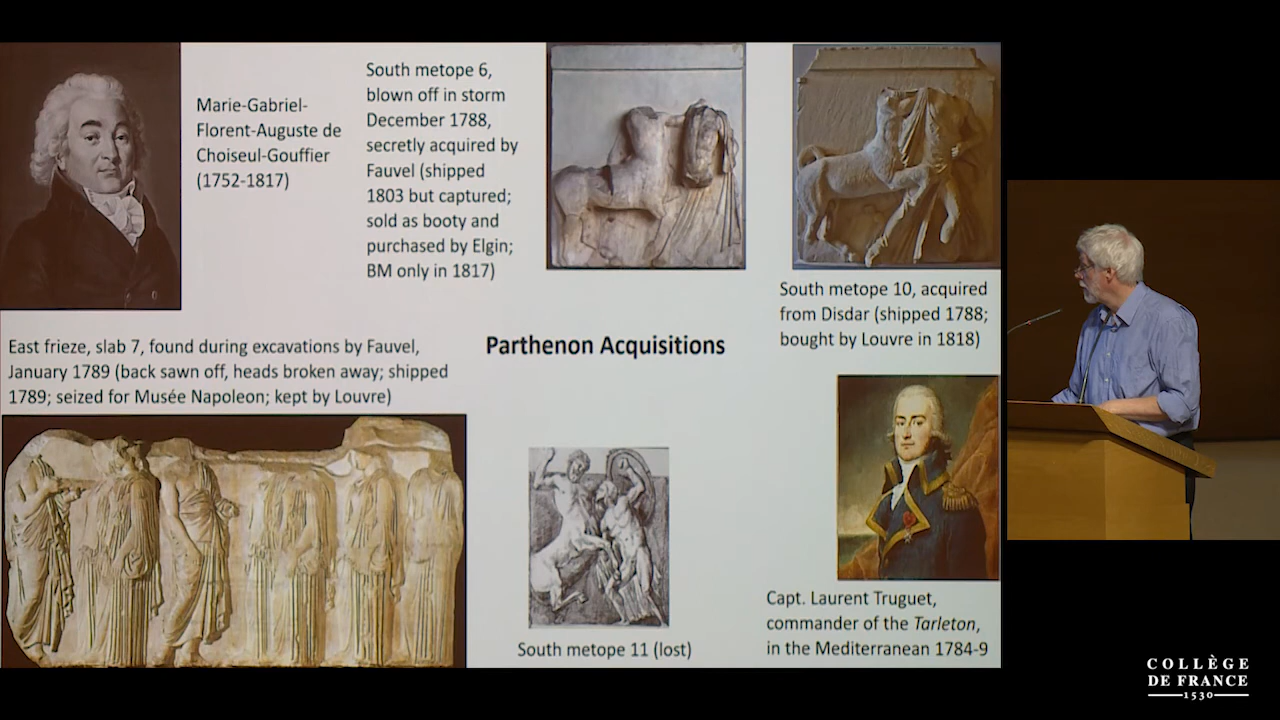 Marie-Gabriel-
Florent-Auguste de
Choiseul-Gouffier
(1752-1817)
South metope 6,
blown off in storm
December 1788,
secretly acquired by
Fauvel (shipped
1803 but captured;
sold as booty and
purchased by Elgin;
BM only in 1817)
South metope 10, acquired
from Disdar (shipped 1788;
bought by Louvre in 1818)
East frieze, slab 7, found during excavations by Fauvel,
January 1789 (back sawn off, heads broken away; shipped
1789; seized for Musée Napoleon; kept by Louvre)
Parthenon Acquisitions
South metope 11 (lost)
Capt. Laurent Truguet,
commander of the Tarleton,
in the Mediterranean 1784-9
COLLÈGE
DE FRANCE
1530